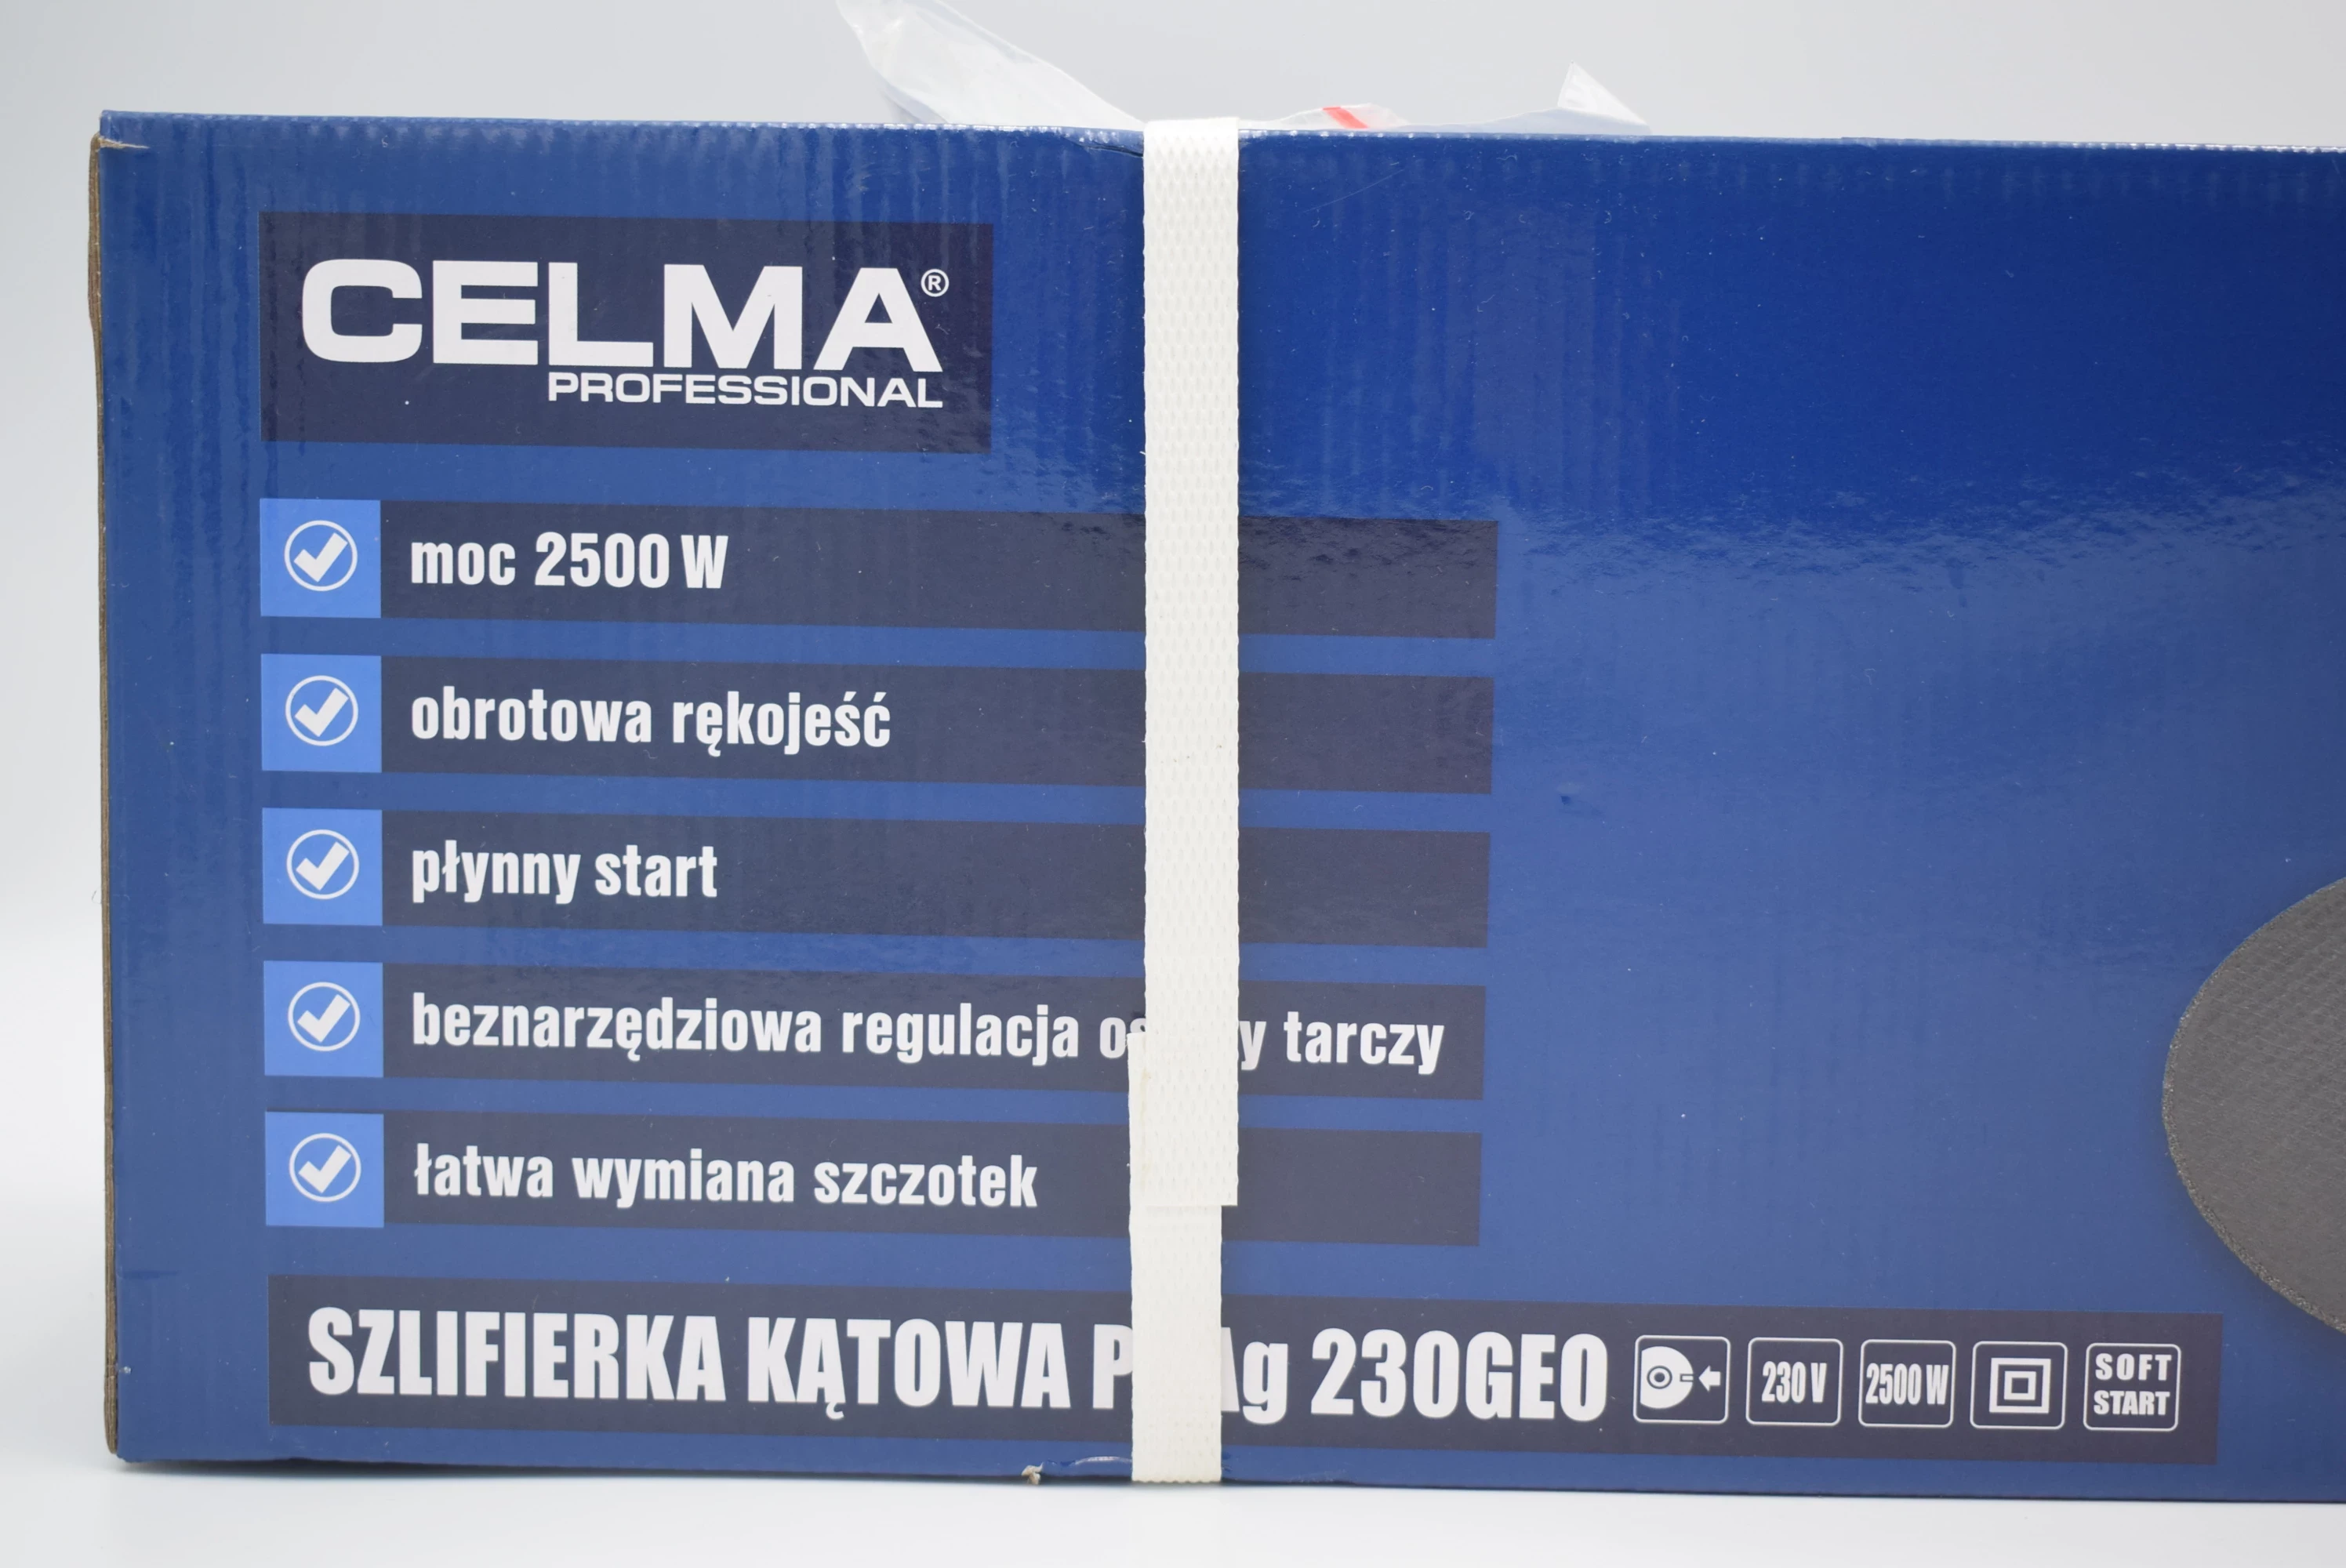 CELMA®
PROFESSIONAL
moc 2500 W
obrotowa rękojeść
płynny start
beznarzędziowa regulacja tarczy
łatwa wymiana szczotek
SZLIFIERKA KĄTOWA 230GEO
230 V
2500 W
SOFT
START